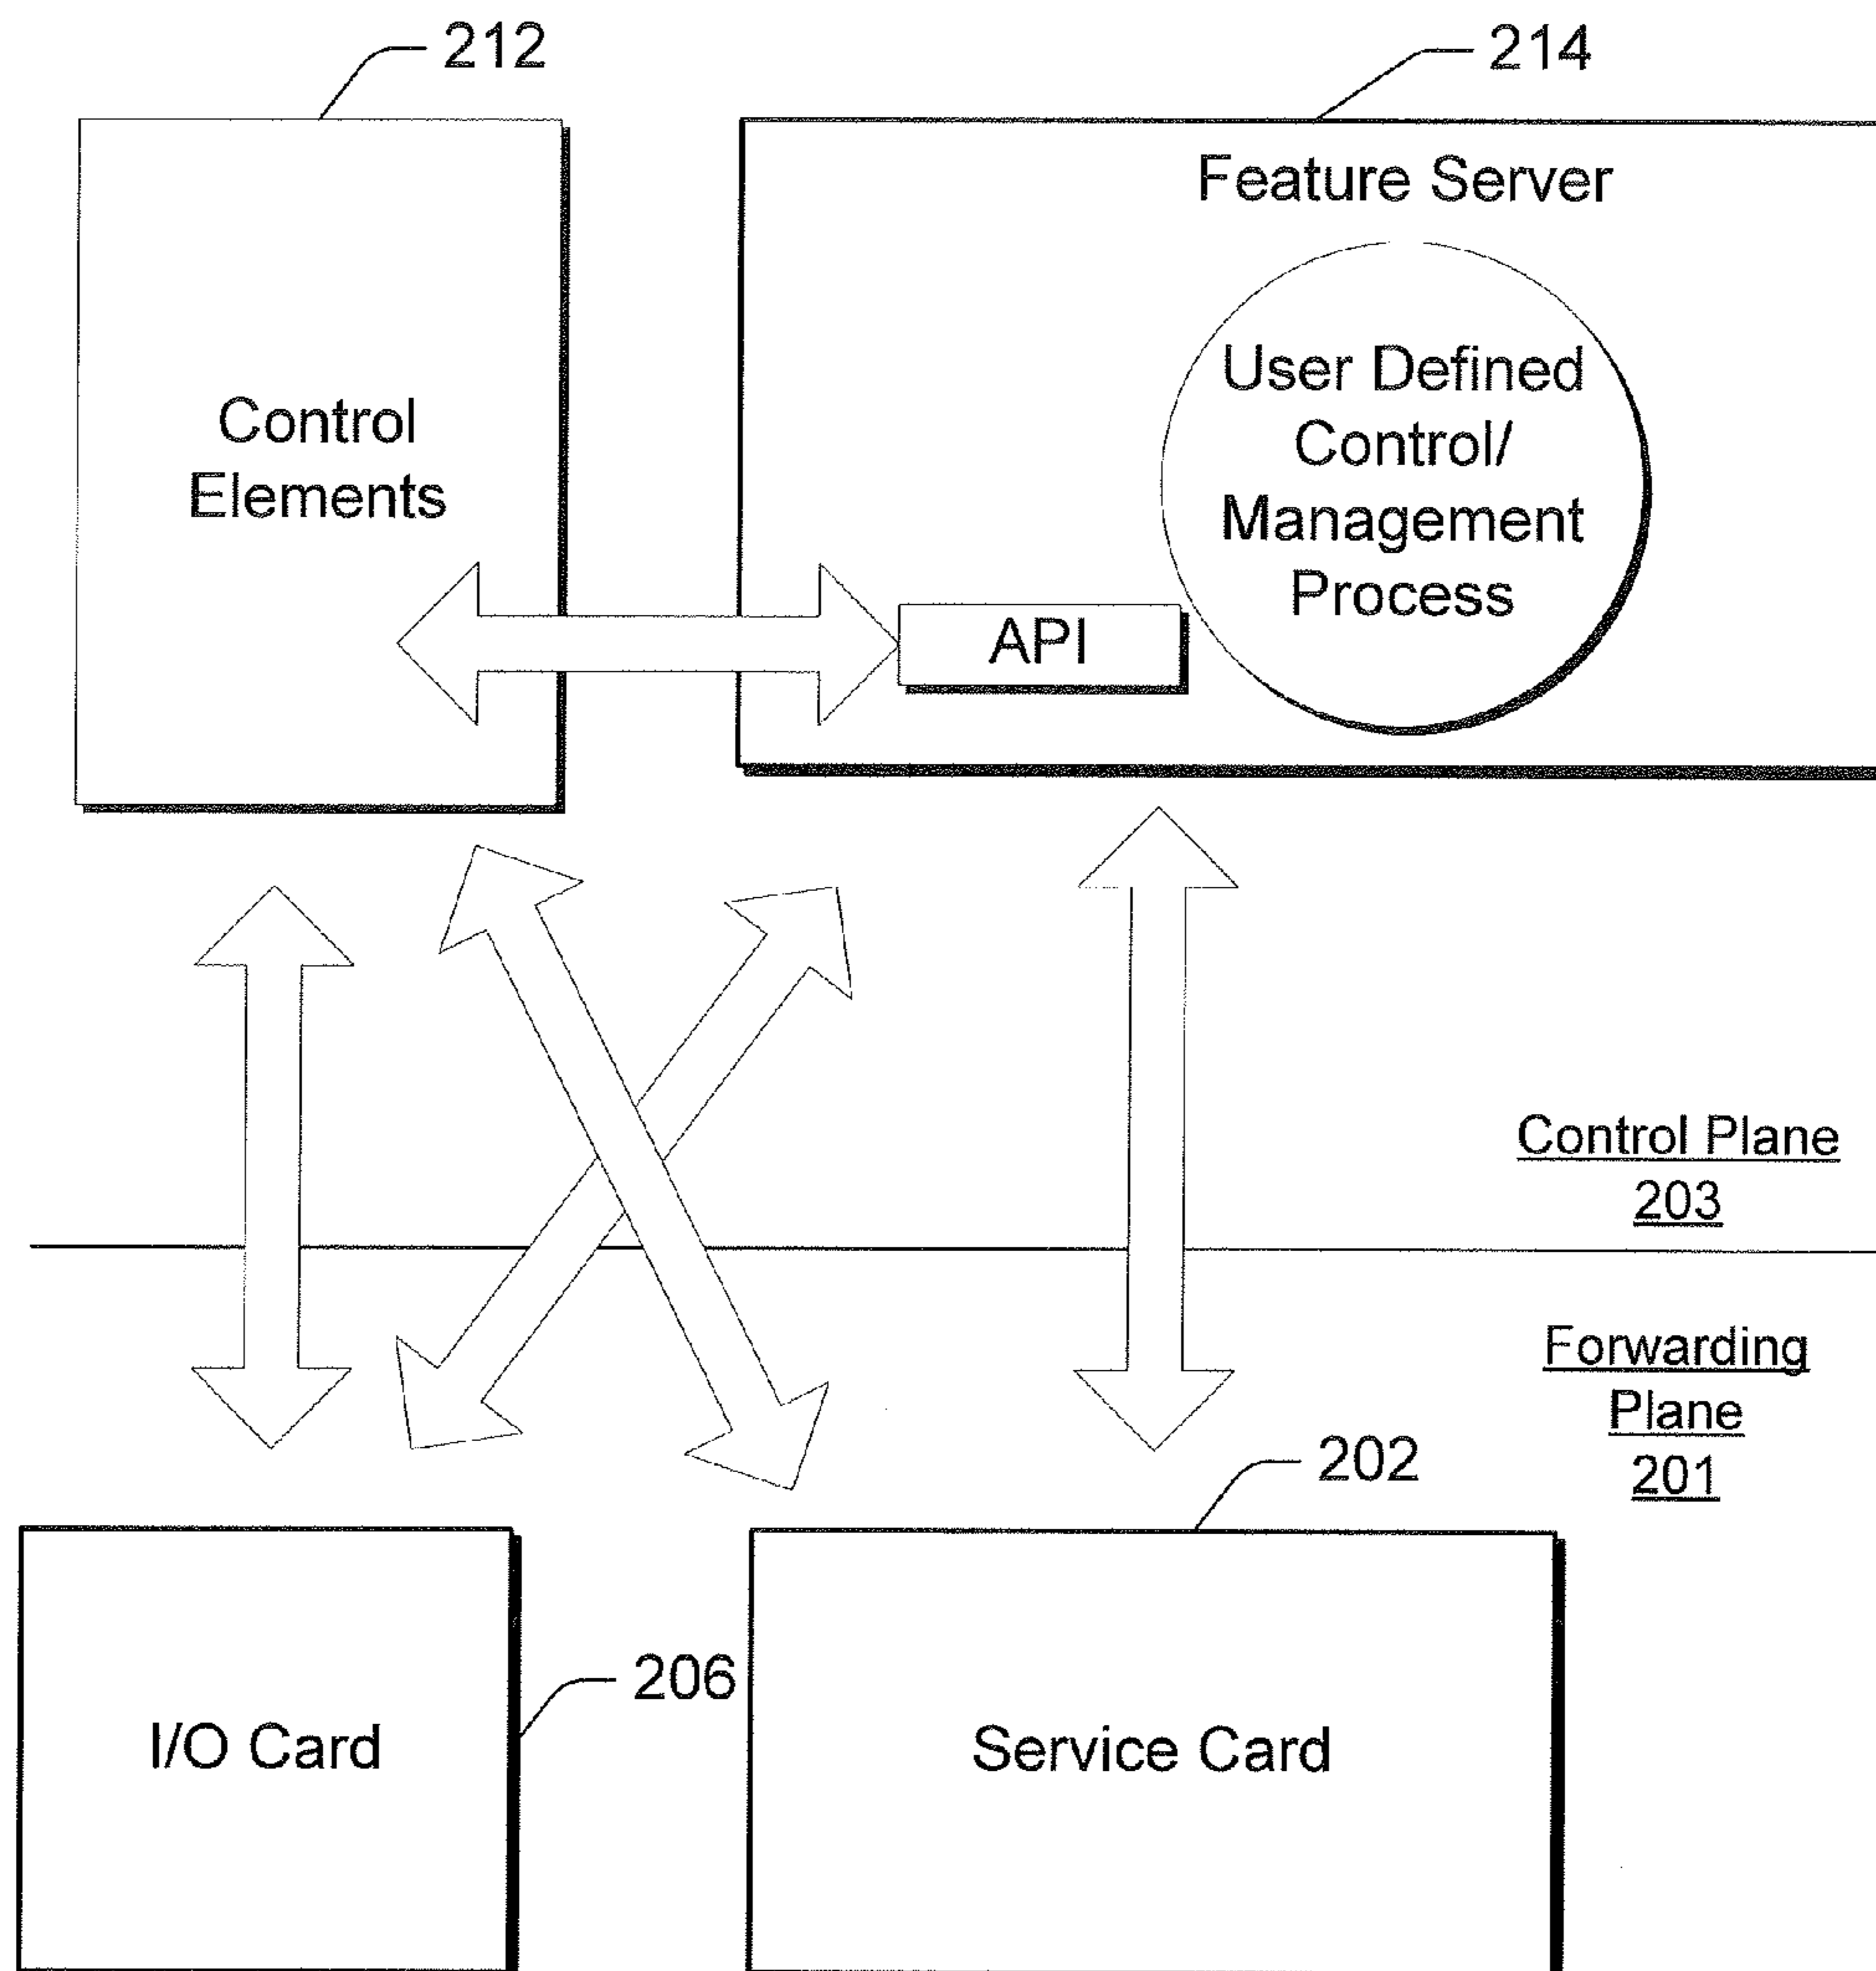 212
214
Feature Server
Control
Elements
User Defined
Control/
Management
Process
API
Control Plane
203
Forwarding
Plane
201
202
206
I/O Card
Service Card